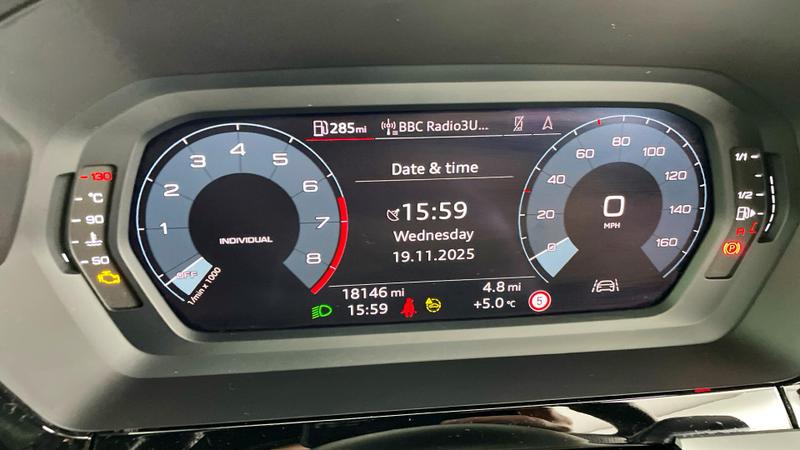 285mi
BBC Radio3U...
Date & time
15:59
Wednesday
19.11.2025
18146 mi
15:59
4.8 mi
+5.0 °C
5
OFF
1
2
3
4
5
6
7
8
1/min x 1000
INDIVIDUAL
0
20
40
60
80
100
120
140
160
0
MPH
130
°C
90
50
1/1
1/2
R
P